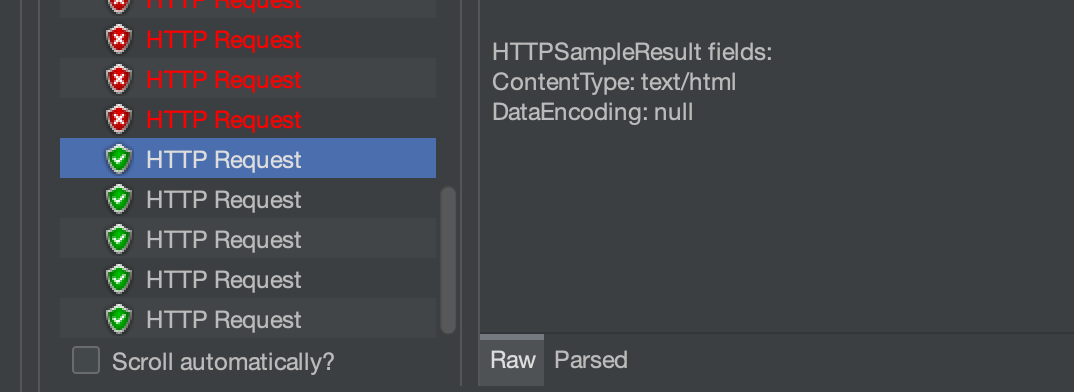 HTTP Request
HTTP Request
HTTP Request
HTTP Request
HTTP Request
HTTP Request
HTTP Request
HTTP Request
HTTP Request
Scroll automatically?
HTTPSampleResult fields:
ContentType: text/html
DataEncoding: null
Raw Parsed